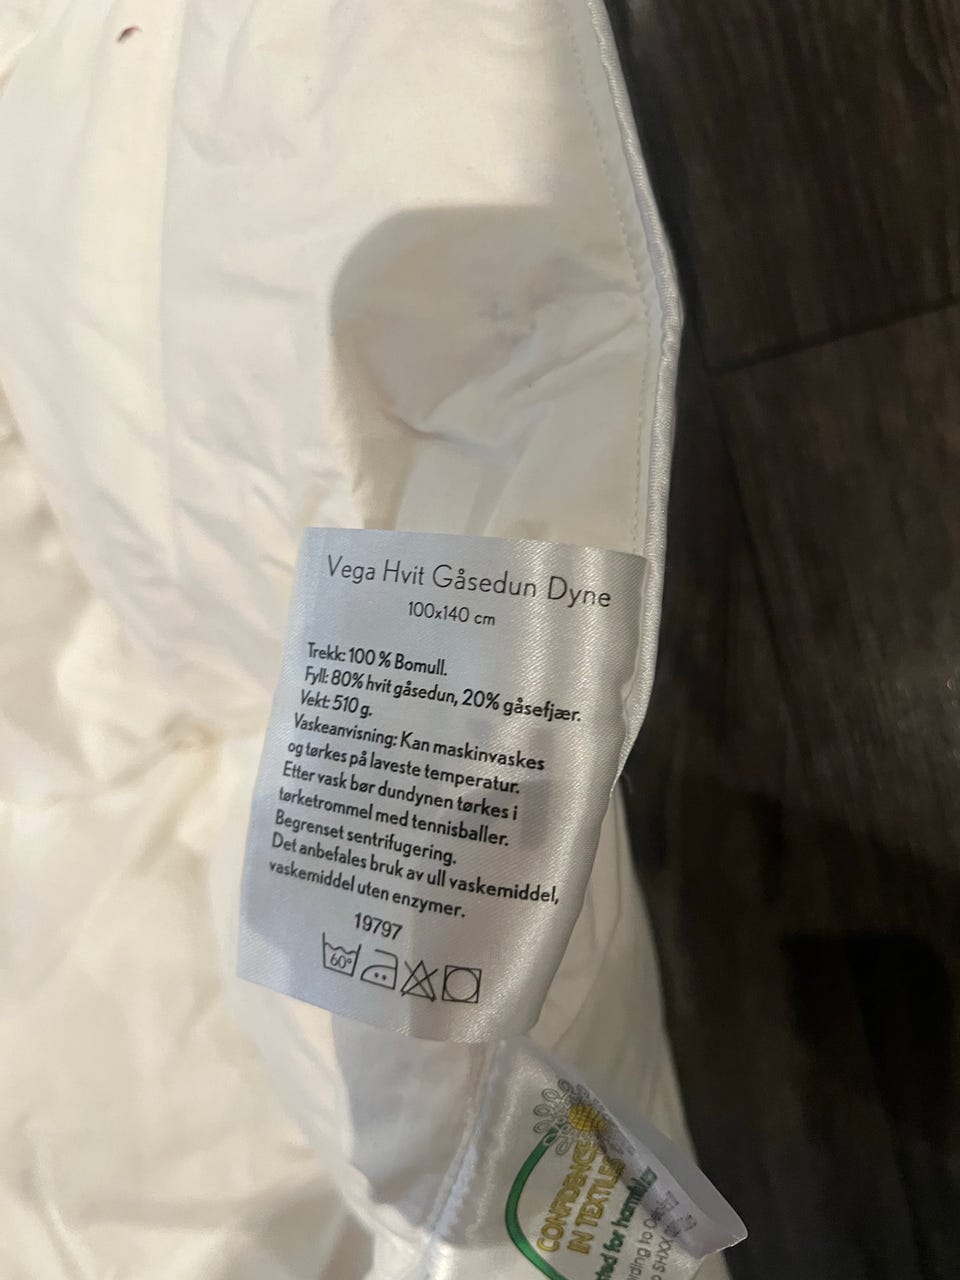 Vega Hvit Gåsedun Dyne
100x140 cm
Trekk: 100 % Bomull.
Fyll: 80% hvit gåsedun, 20% gåsefjær.
Vekt: 510 g.
Vaskeanvisning: Kan maskinvaskes
og tørkes på laveste temperatur.
Etter vask bør dundynen tørkes i
tørketrommel med tennisballer.
Begrenset sentrifugering.
Det anbefales bruk av ull vaskemiddel,
vaskemiddel uten enzymer.
19797
60°
CONFIDENCE
IN TEXTILES
for
to